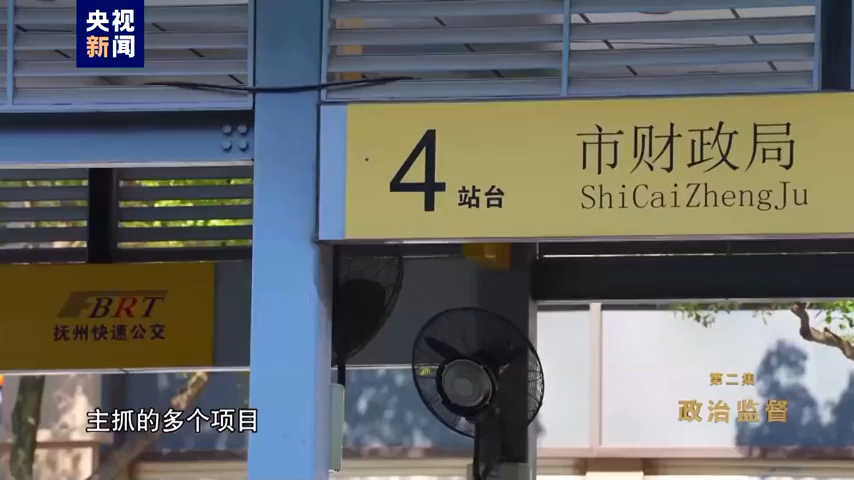 央视
新闻
4站台
市财政局
ShiCaiZhengJu
BRT
抚州快速公交
第二集
政治监督
主抓的多个项目